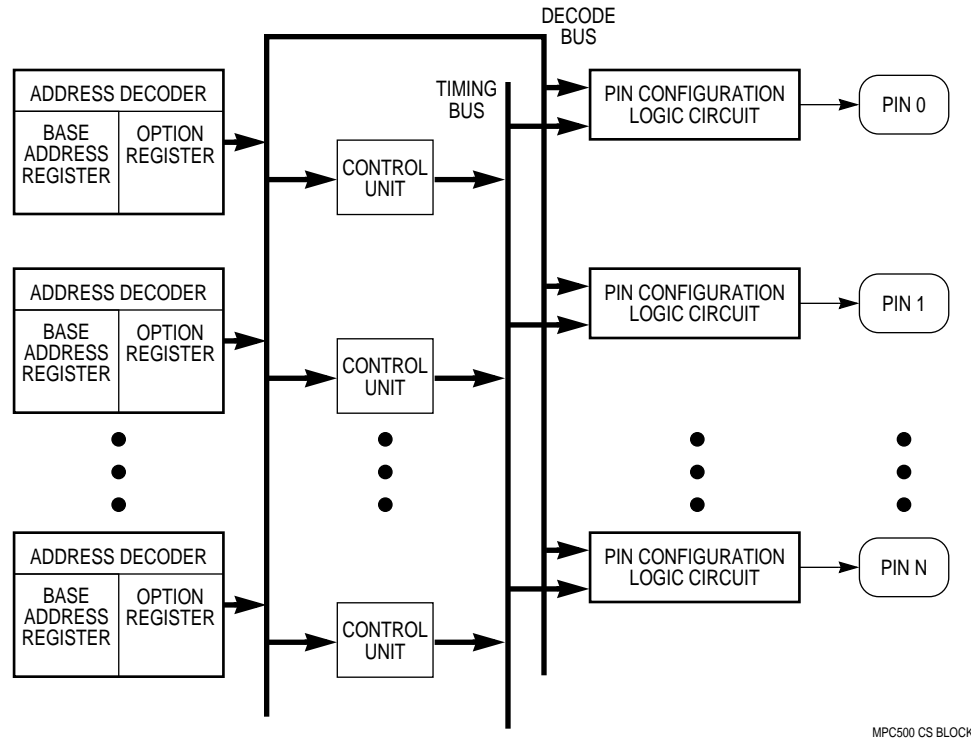 DECODE
BUS
TIMING
BUS
ADDRESS DECODER
BASE
ADDRESS
REGISTER
OPTION
REGISTER
CONTROL
UNIT
PIN CONFIGURATION
LOGIC CIRCUIT
PIN 0
ADDRESS DECODER
BASE
ADDRESS
REGISTER
OPTION
REGISTER
CONTROL
UNIT
PIN CONFIGURATION
LOGIC CIRCUIT
PIN 1
ADDRESS DECODER
BASE
ADDRESS
REGISTER
OPTION
REGISTER
CONTROL
UNIT
PIN CONFIGURATION
LOGIC CIRCUIT
PIN N
MPC500 CS BLOCK